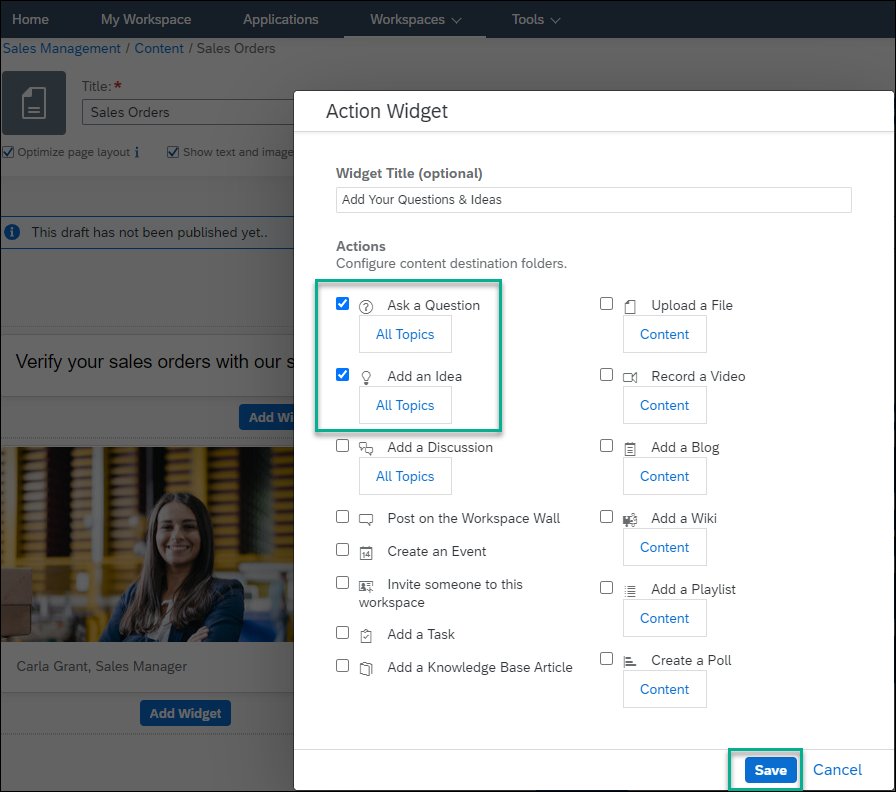 Home
My Workspace
Applications
Workspaces
Tools
Sales Management / Content / Sales Orders
Title: *
Sales Orders
Optimize page layout i
Show text and image
This draft has not been published yet..
Verify your sales orders with our s
Add Wi
Carla Grant, Sales Manager
Add Widget
Action Widget
Widget Title (optional)
Add Your Questions & Ideas
Actions
Configure content destination folders.
Ask a Question
All Topics
Add an Idea
All Topics
Add a Discussion
All Topics
Post on the Workspace Wall
14
Create an Event
Invite someone to this
workspace
Add a Task
Add a Knowledge Base Article
Upload a File
Content
Record a Video
Content
Add a Blog
Content
Add a Wiki
Content
Add a Playlist
Content
Create a Poll
Content
Save
Cancel